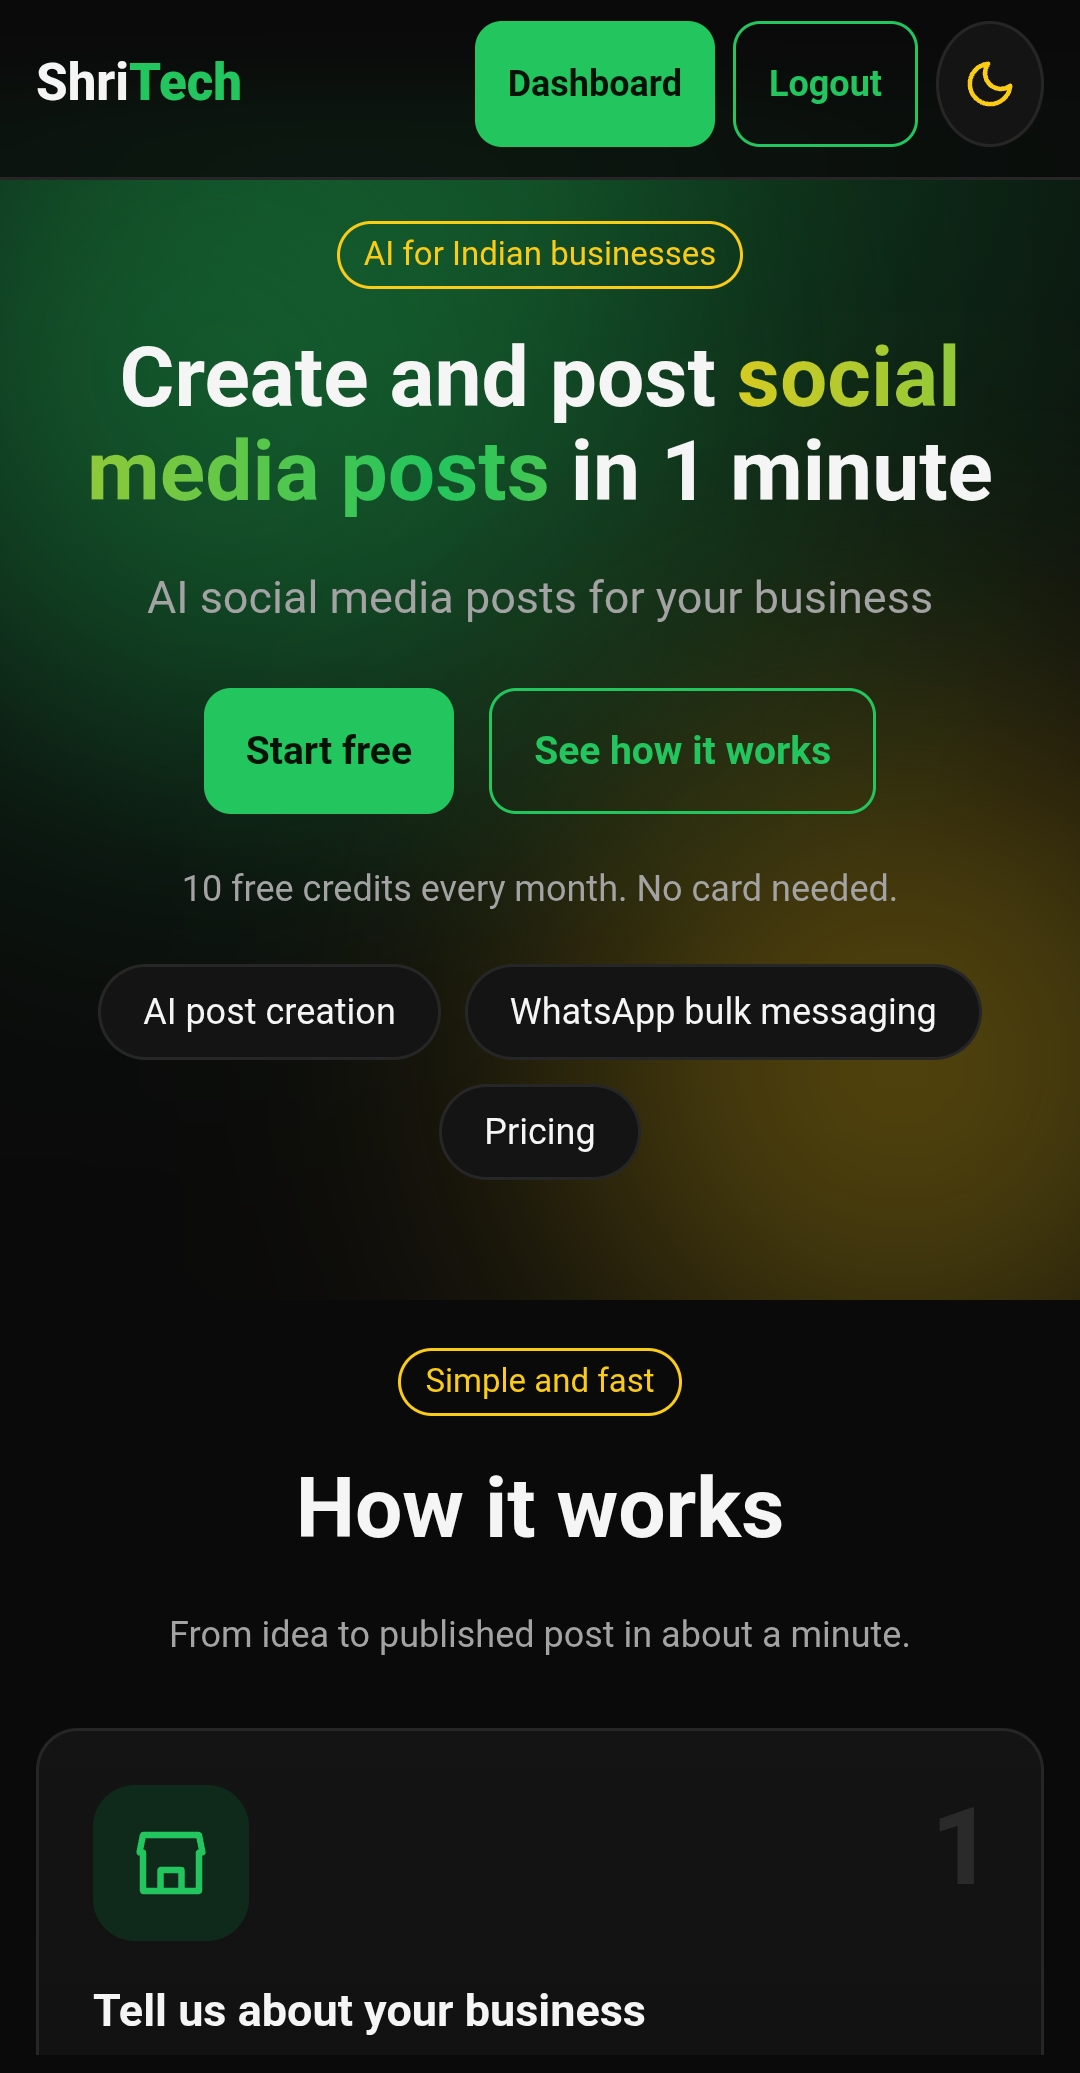 ShriTech
Dashboard
Logout
AI for Indian businesses
Create and post social
media posts in 1 minute
AI social media posts for your business
Start free
See how it works
10 free credits every month. No card needed.
AI post creation
WhatsApp bulk messaging
Pricing
Simple and fast
How it works
From idea to published post in about a minute.
1
Tell us about your business